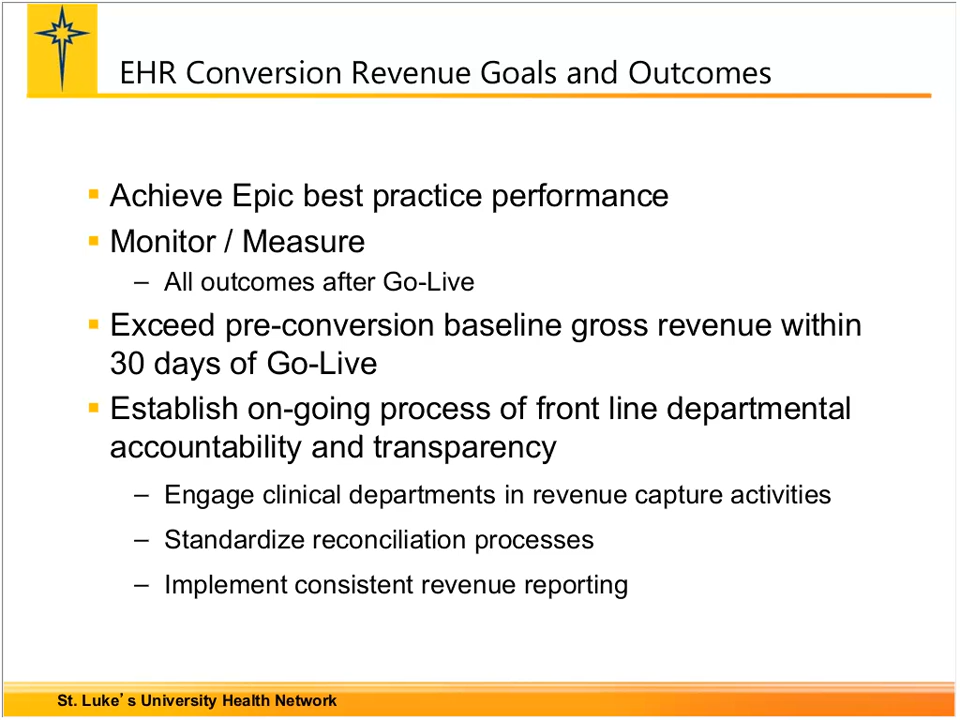 EHR Conversion Revenue Goals and Outcomes
▪ Achieve Epic best practice performance
▪ Monitor / Measure
– All outcomes after Go-Live
▪ Exceed pre-conversion baseline gross revenue within
30 days of Go-Live
▪ Establish on-going process of front line departmental
accountability and transparency
– Engage clinical departments in revenue capture activities
– Standardize reconciliation processes
– Implement consistent revenue reporting
St. Luke’s University Health Network